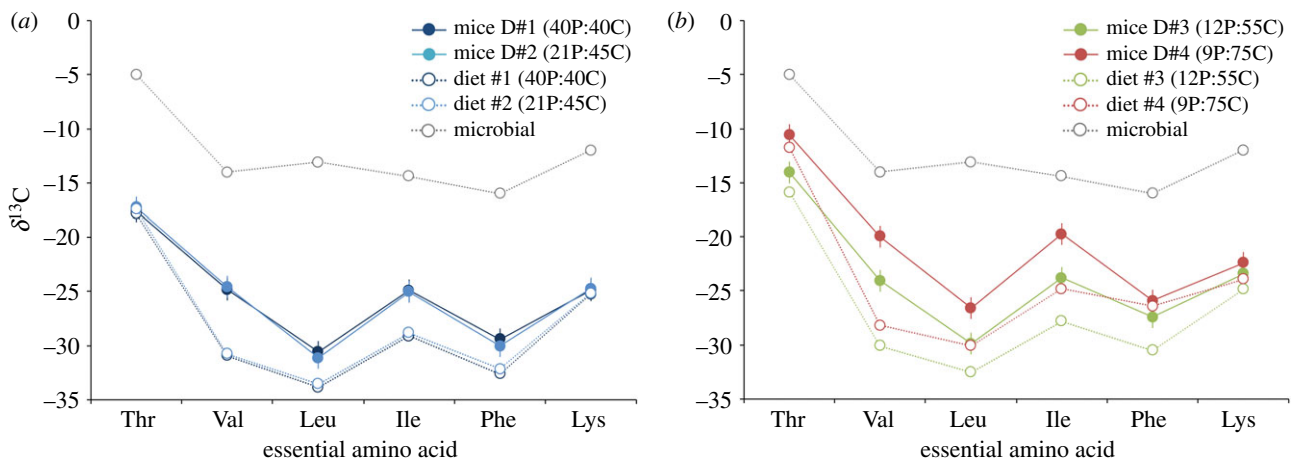 (a)
0
–5
–10
–15
–20
–25
–30
–35
δ13C
mice D#1 (40P:40C)
mice D#2 (21P:45C)
diet #1 (40P:40C)
diet #2 (21P:45C)
microbial
Thr Val Leu Ile Phe Lys
essential amino acid
(b)
0
–5
–10
–15
–20
–25
–30
–35
mice D#3 (12P:55C)
mice D#4 (9P:75C)
diet #3 (12P:55C)
diet #4 (9P:75C)
microbial
Thr Val Leu Ile Phe Lys
essential amino acid